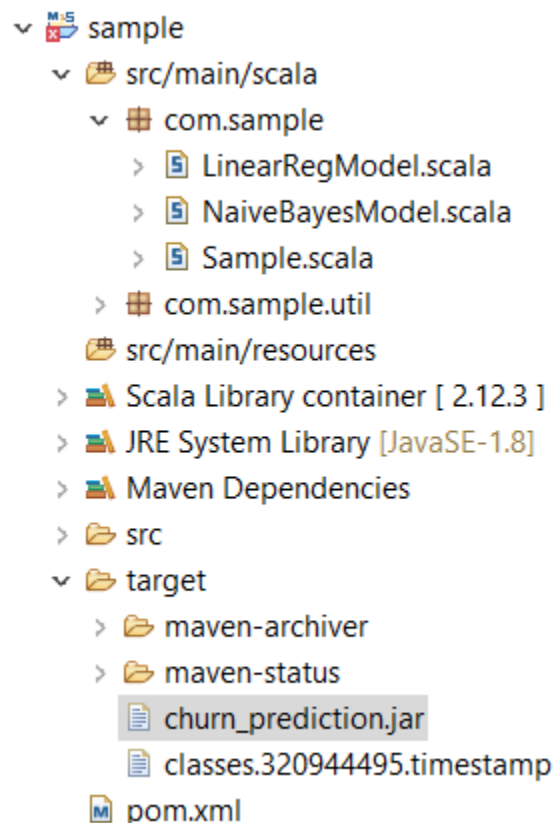 sample
src/main/scala
com.sample
LinearRegModel.scala
NaiveBayesModel.scala
Sample.scala
com.sample.util
src/main/resources
Scala Library container [ 2.12.3 ]
JRE System Library [JavaSE-1.8]
Maven Dependencies
src
target
maven-archiver
maven-status
churn_prediction.jar
classes.320944495.timestamp
pom.xml